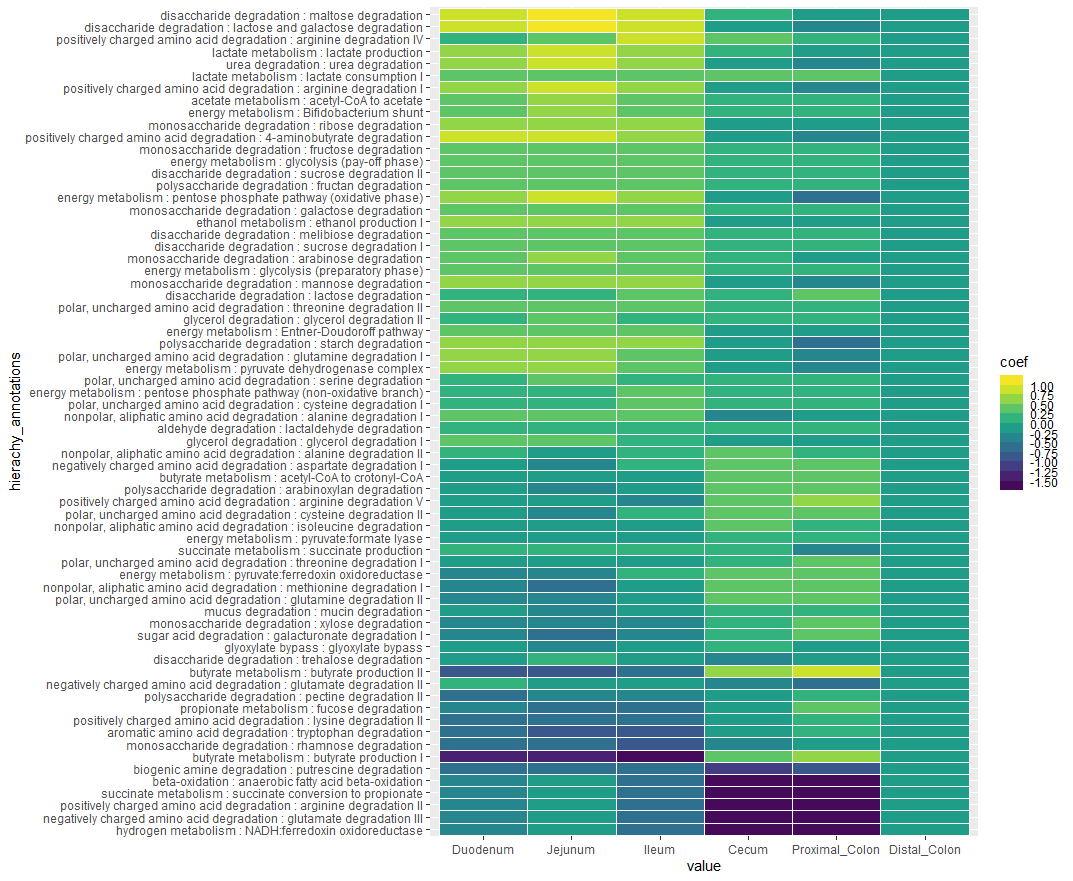 disaccharide degradation : maltose degradation
disaccharide degradation : lactose and galactose degradation
positively charged amino acid degradation : arginine degradation IV
lactate metabolism : lactate production
urea degradation : urea degradation
lactate metabolism : lactate consumption I
positively charged amino acid degradation : arginine degradation I
acetate metabolism : acetyl-CoA to acetate
energy metabolism : Bifidobacterium shunt
monosaccharide degradation : ribose degradation
positively charged amino acid degradation : 4-aminobutyrate degradation
monosaccharide degradation : fructose degradation
energy metabolism : glycolysis (pay-off phase)
disaccharide degradation : sucrose degradation II
polysaccharide degradation : fructan degradation
energy metabolism : pentose phosphate pathway (oxidative phase)
monosaccharide degradation : galactose degradation
ethanol metabolism : ethanol production I
disaccharide degradation : melibiose degradation
disaccharide degradation : sucrose degradation I
monosaccharide degradation : arabinose degradation
energy metabolism : glycolysis (preparatory phase)
monosaccharide degradation : mannose degradation
disaccharide degradation : lactose degradation
polar, uncharged amino acid degradation : threonine degradation II
glycerol degradation : glycerol degradation II
energy metabolism : Entner-Doudoroff pathway
polysaccharide degradation : starch degradation
polar, uncharged amino acid degradation : glutamine degradation I
energy metabolism : pyruvate dehydrogenase complex
polar, uncharged amino acid degradation : serine degradation
energy metabolism : pentose phosphate pathway (non-oxidative branch)
polar, uncharged amino acid degradation : cysteine degradation I
nonpolar, aliphatic amino acid degradation : alanine degradation I
aldehyde degradation : lactaldehyde degradation
glycerol degradation : glycerol degradation I
nonpolar, aliphatic amino acid degradation : alanine degradation II
negatively charged amino acid degradation : aspartate degradation I
butyrate metabolism : acetyl-CoA to crotonyl-CoA
polysaccharide degradation : arabinoxylan degradation
positively charged amino acid degradation : arginine degradation V
polar, uncharged amino acid degradation : cysteine degradation II
nonpolar, aliphatic amino acid degradation : isoleucine degradation
energy metabolism : pyruvate:formate lyase
succinate metabolism : succinate production
polar, uncharged amino acid degradation : threonine degradation I
energy metabolism : pyruvate:ferredoxin oxidoreductase
nonpolar, aliphatic amino acid degradation : methionine degradation I
polar, uncharged amino acid degradation : glutamine degradation II
mucus degradation : mucin degradation
monosaccharide degradation : xylose degradation
sugar acid degradation : galacturonate degradation I
glyoxylate bypass : glyoxylate bypass
disaccharide degradation : trehalose degradation
butyrate metabolism : butyrate production II
negatively charged amino acid degradation : glutamate degradation II
polysaccharide degradation : pectine degradation II
propionate metabolism : fucose degradation
positively charged amino acid degradation : lysine degradation II
aromatic amino acid degradation : tryptophan degradation
monosaccharide degradation : rhamnose degradation
butyrate metabolism : butyrate production I
biogenic amine degradation : putrescine degradation
beta-oxidation : anaerobic fatty acid beta-oxidation
succinate metabolism : succinate conversion to propionate
positively charged amino acid degradation : arginine degradation II
negatively charged amino acid degradation : glutamate degradation III
hydrogen metabolism : NADH:ferredoxin oxidoreductase
hierachy_annotations
Duodenum Jejunum Ileum Cecum Proximal_Colon Distal_Colon
value
coef
1.00
0.75
0.50
0.25
0.00
-0.25
-0.50
-0.75
-1.00
-1.25
-1.50